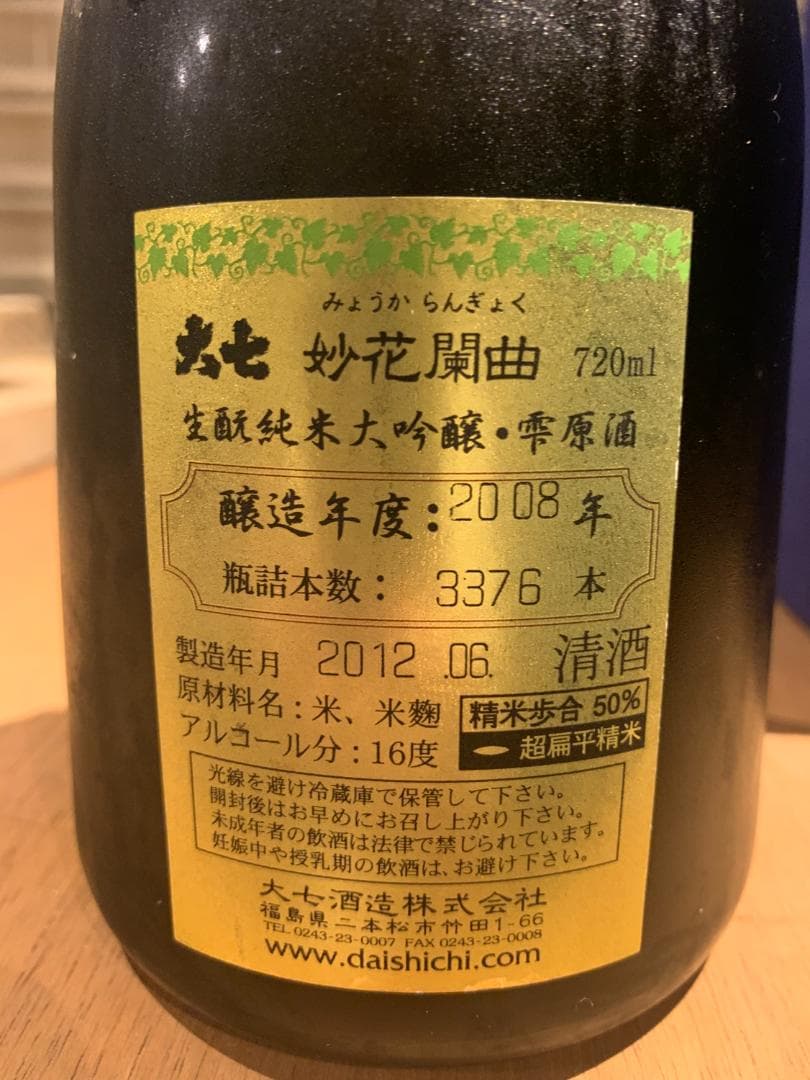 みょうからんぎょく
大七 妙花闌曲 720ml
生酛純米大吟醸・雫原酒
醸造年度:2008年
瓶詰本数: 3376 本
製造年月 2012.06. 清酒
原材料名:米、米麹 精米歩合 50%
アルコール分:16度 超扁平精米
光線を避け冷蔵庫で保管して下さい。
開封後はお早めにお召し上がり下さい。
未成年者の飲酒は法律で禁じられています。
妊娠中や授乳期の飲酒は、お避け下さい。
大七酒造株式会社
福島県二本松市竹田1-66
TEL 0243-23-0007 FAX 0243-23-0008
www.daishichi.com